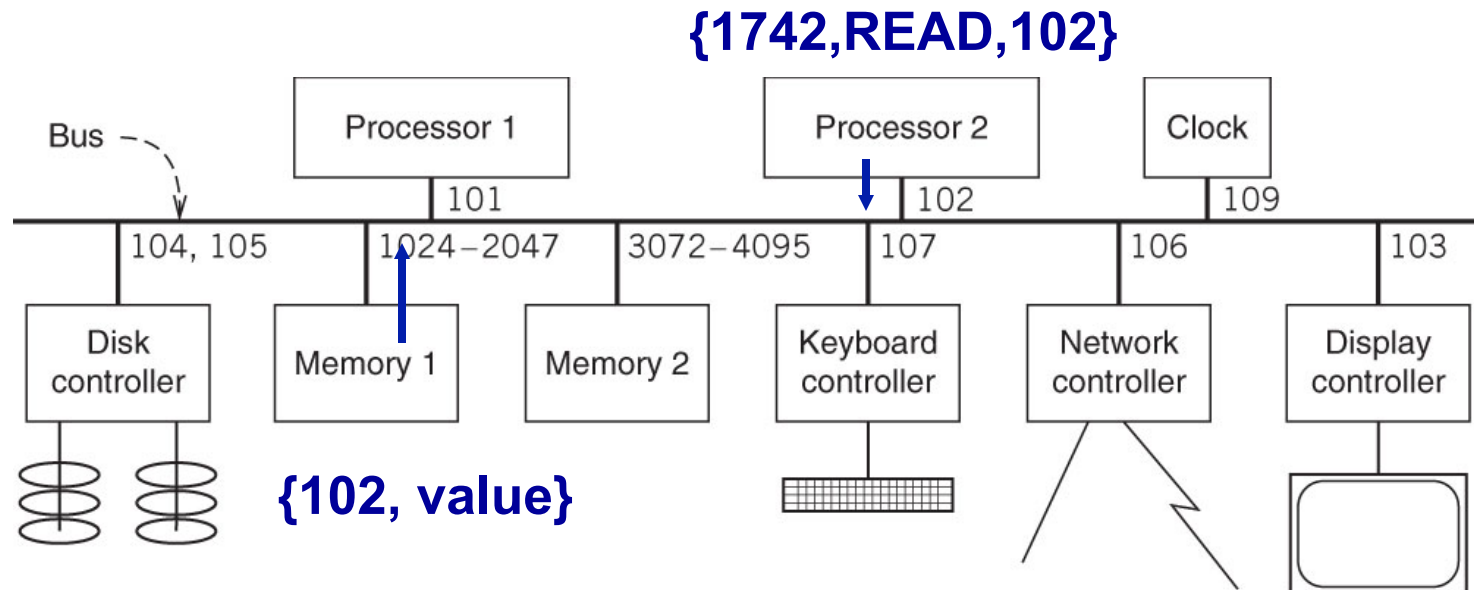 {1742,READ,102}
Processor 1
Processor 2
Clock
Bus
101
102
109
104, 105
1024–2047
3072–4095
107
106
103
Disk
controller
Memory 1
Memory 2
Keyboard
controller
Network
controller
Display
controller
{102, value}